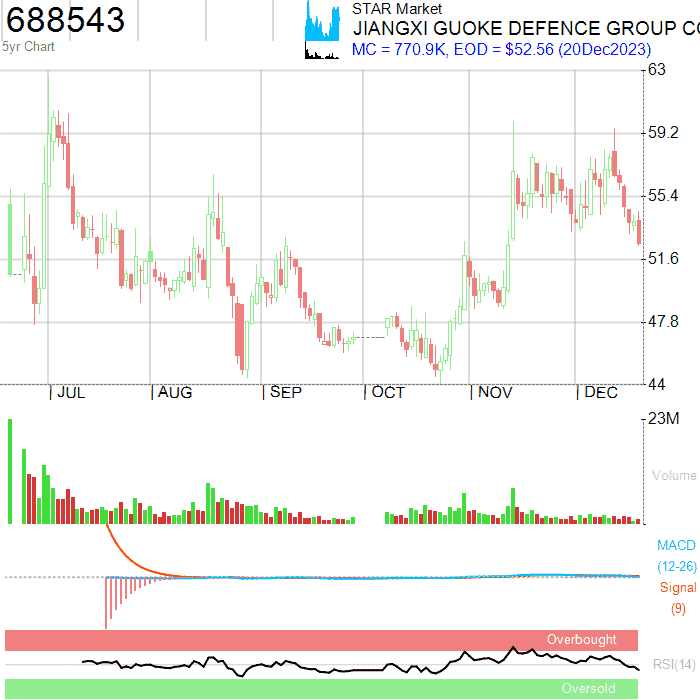 688543
5yr Chart
STAR Market
JIANGXI GUOKE DEFENCE GROUP CO
MC = 770.9K, EOD = $52.56 (20Dec2023)
63
59.2
55.4
51.6
47.8
44
JUL AUG SEP OCT NOV DEC
23M
Volume
MACD
(12-26)
Signal
(9)
Overbought
RSI(14)
Oversold